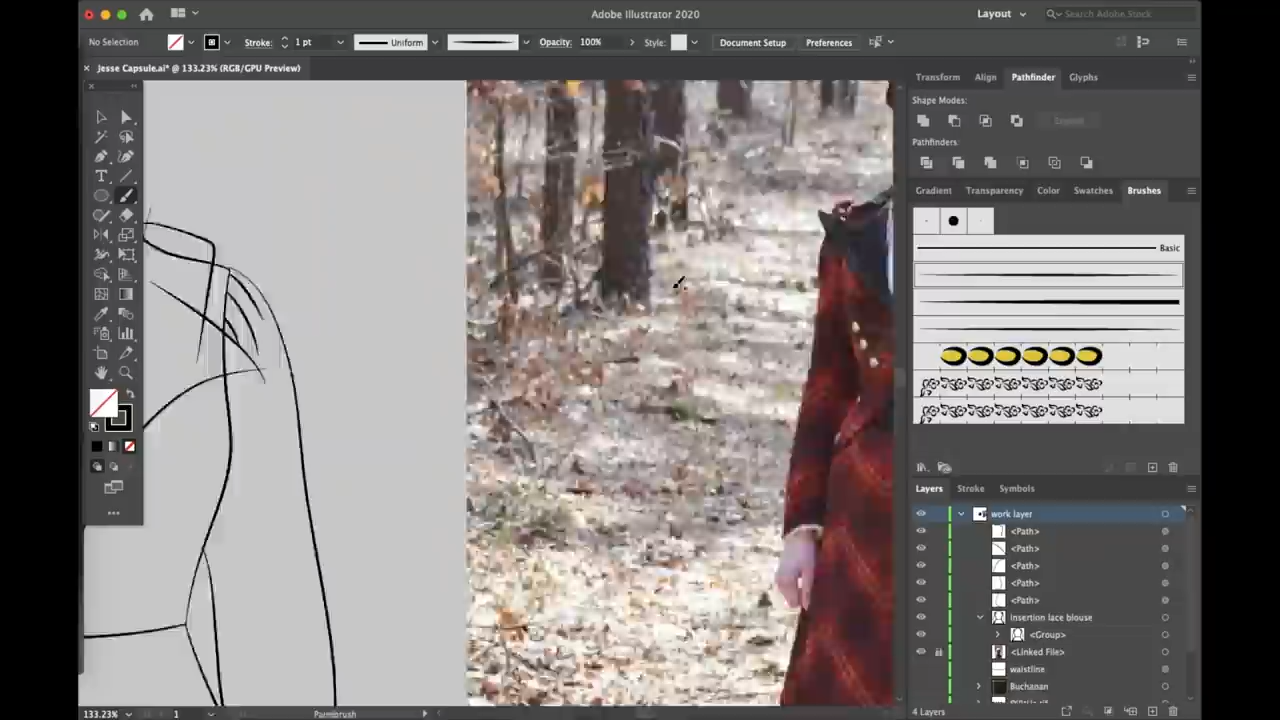 Adobe Illustrator 2020
Layout
Search Adobe Stock
No Selection
Stroke:
1 pt
Uniform
Opacity:
100%
Style:
Document Setup
Preferences
× Jesse Capsule.ai* @ 133.23% (RGB/GPU Preview)
Transform
Align
Pathfinder
Glyphs
Shape Modes:
Expand
Pathfinders:
Gradient
Transparency
Color
Swatches
Brushes
Basic
Layers
Stroke
Symbols
work layer
<Path>
<Path>
<Path>
<Path>
<Path>
insertion lace blouse
<Group>
<Linked File>
waistline
Buchanan
4 Layers
133.23%
1
Paintbrush